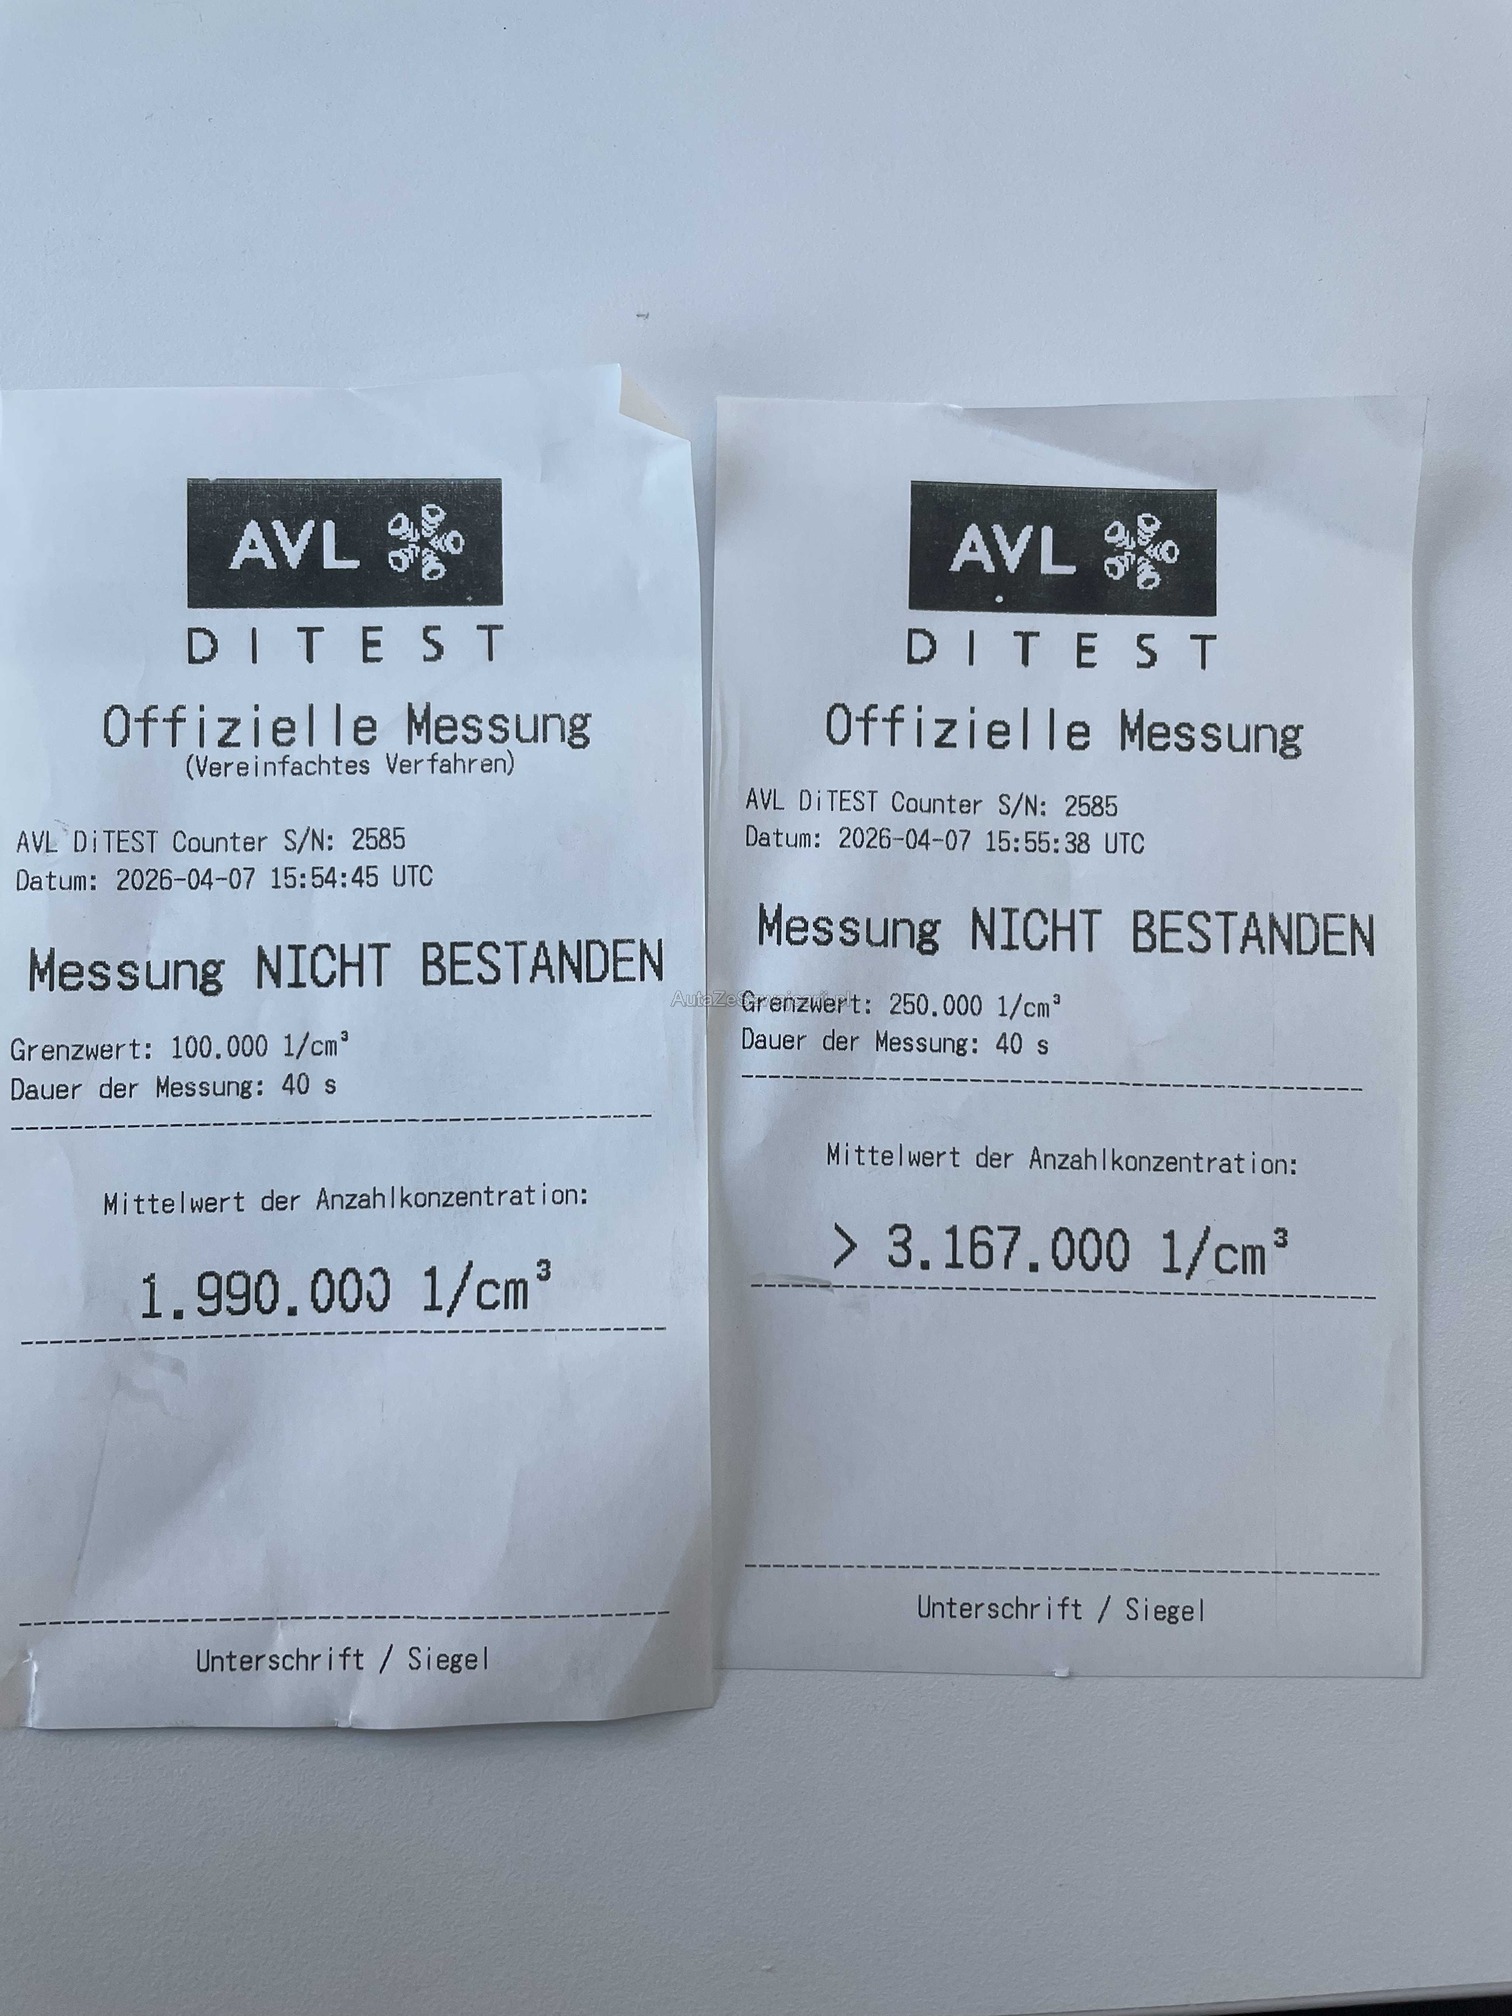 AVL
DITEST
Offizielle Messung
(Vereinfachtes Verfahren)
AVL DiTEST Counter S/N: 2585
Datum: 2026-04-07 15:54:45 UTC
Messung NICHT BESTANDEN
Grenzwert: 100.000 1/cm³
Dauer der Messung: 40 s
Mittelwert der Anzahlkonzentration:
1.990.000 1/cm³
Unterschrift / Siegel
AVL
DITEST
Offizielle Messung
AVL DiTEST Counter S/N: 2585
Datum: 2026-04-07 15:55:38 UTC
Messung NICHT BESTANDEN
Grenzwert: 250.000 1/cm³
Dauer der Messung: 40 s
Mittelwert der Anzahlkonzentration:
> 3.167.000 1/cm³
Unterschrift / Siegel